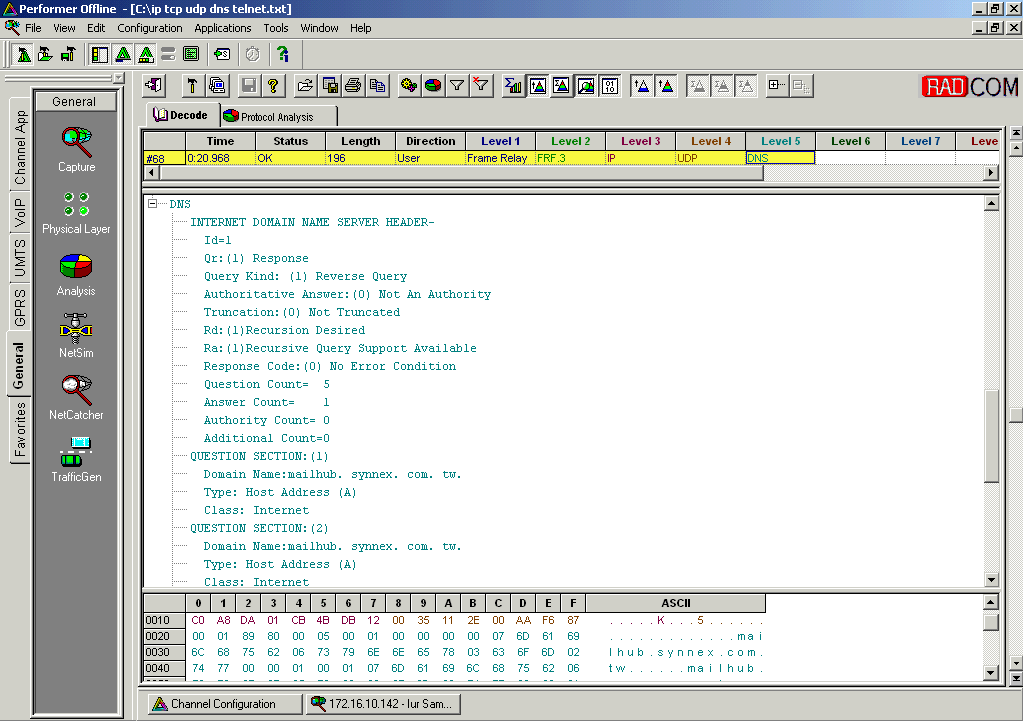 Performer Offline - [C:\ip tcp udp dns telnet.txt]
File View Edit Configuration Applications Tools Window Help
General
Channel App
VoIP
UMTS
GPRS
General
Favorites
Capture
Physical Layer
Analysis
NetSim
NetCatcher
TrafficGen
RADCOM
Decode Protocol Analysis
Time Status Length Direction Level 1 Level 2 Level 3 Level 4 Level 5 Level 6 Level 7 Leve
#68 0:20.968 OK 196 User Frame Relay FRF.3 IP UDP DNS
DNS
INTERNET DOMAIN NAME SERVER HEADER-
Id=1
Qr:(1) Response
Query Kind: (1) Reverse Query
Authoritative Answer:(0) Not An Authority
Truncation:(0) Not Truncated
Rd:(1)Recursion Desired
Ra:(1)Recursive Query Support Available
Response Code:(0) No Error Condition
Question Count= 5
Answer Count= 1
Authority Count= 0
Additional Count=0
QUESTION SECTION:(1)
Domain Name:mailhub. synnex. com. tw.
Type: Host Address (A)
Class: Internet
QUESTION SECTION:(2)
Domain Name:mailhub. synnex. com. tw.
Type: Host Address (A)
Class: Internet
0 1 2 3 4 5 6 7 8 9 A B C D E F ASCII
0010 C0 A8 DA 01 CB 4B DB 12 00 35 11 2E 00 AA F6 87 . . . . . K . . . 5 . . . . . .
0020 00 01 89 80 00 05 00 01 00 00 00 00 07 6D 61 69 . . . . . . . . . . . . . m a i
0030 6C 68 75 62 06 73 79 6E 6E 65 78 03 63 6F 6D 02 l h u b . s y n n e x . c o m .
0040 74 77 00 00 01 00 01 07 6D 61 69 6C 68 75 62 06 t w . . . . . . m a i l h u b .
Channel Configuration 172.16.10.142 - Iur Sam...